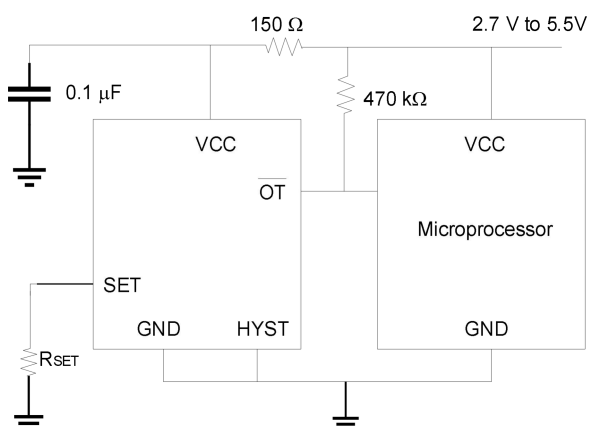 150 Ω
2.7 V to 5.5V
0.1 µF
470 kΩ
VCC
VCC
OT
Microprocessor
SET
GND
HYST
GND
RSET